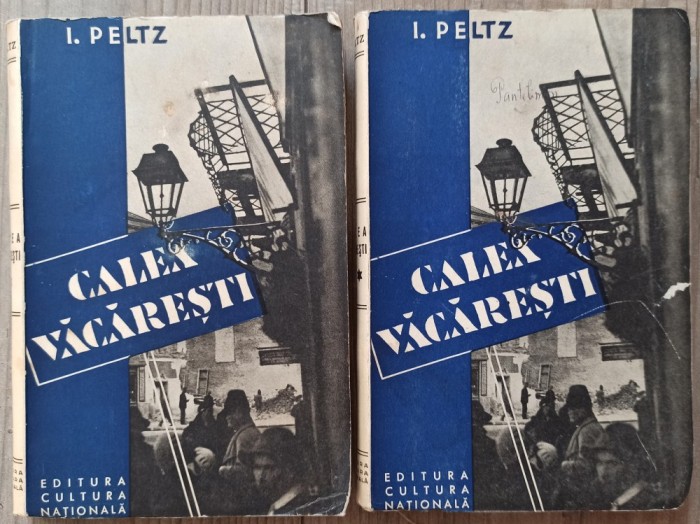 I. PELTZ
CALEA
VĂCĂREȘTI
EDITURA
CULTURA
NAȚIONALĂ
I. PELTZ
CALEA
VĂCĂREȘTI
EDITURA
CULTURA
NAȚIONALĂ